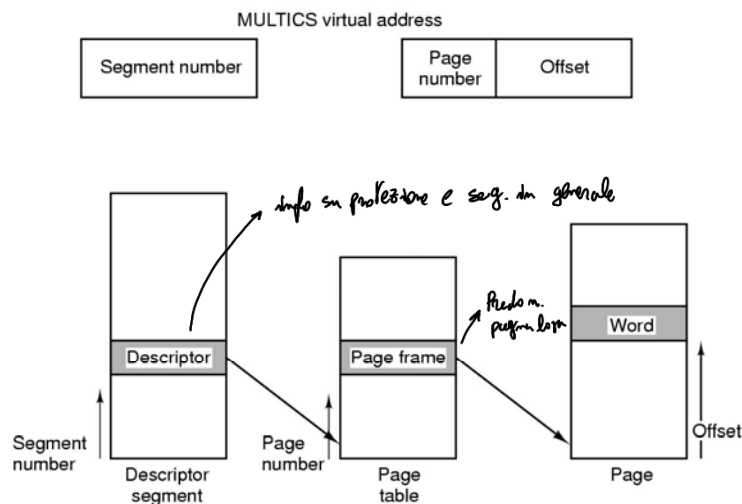 MULTICS virtual address
Segment number
Page number
Offset
info su protezione e seg. in generale
Descriptor
Page frame
Word
Segment number
Page number
Offset
Descriptor segment
Page table
Page